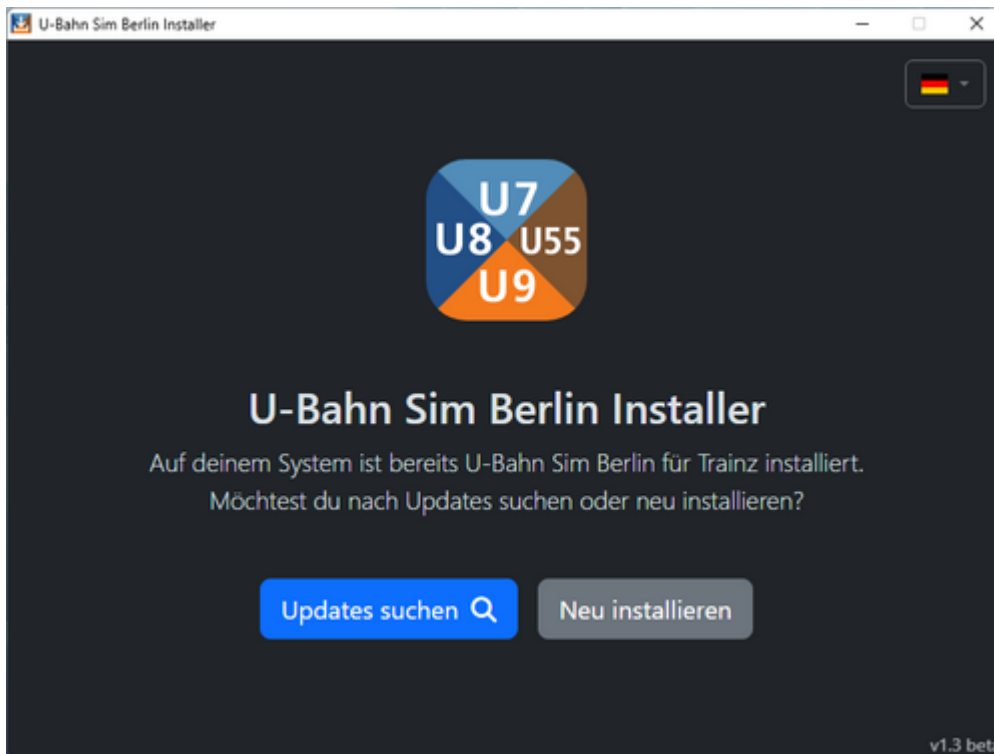 U-Bahn Sim Berlin Installer
U7
U8 U55
U9
U-Bahn Sim Berlin Installer
Auf deinem System ist bereits U-Bahn Sim Berlin für Trainz installiert.
Möchtest du nach Updates suchen oder neu installieren?
Updates suchen
Neu installieren
v1.3 bet